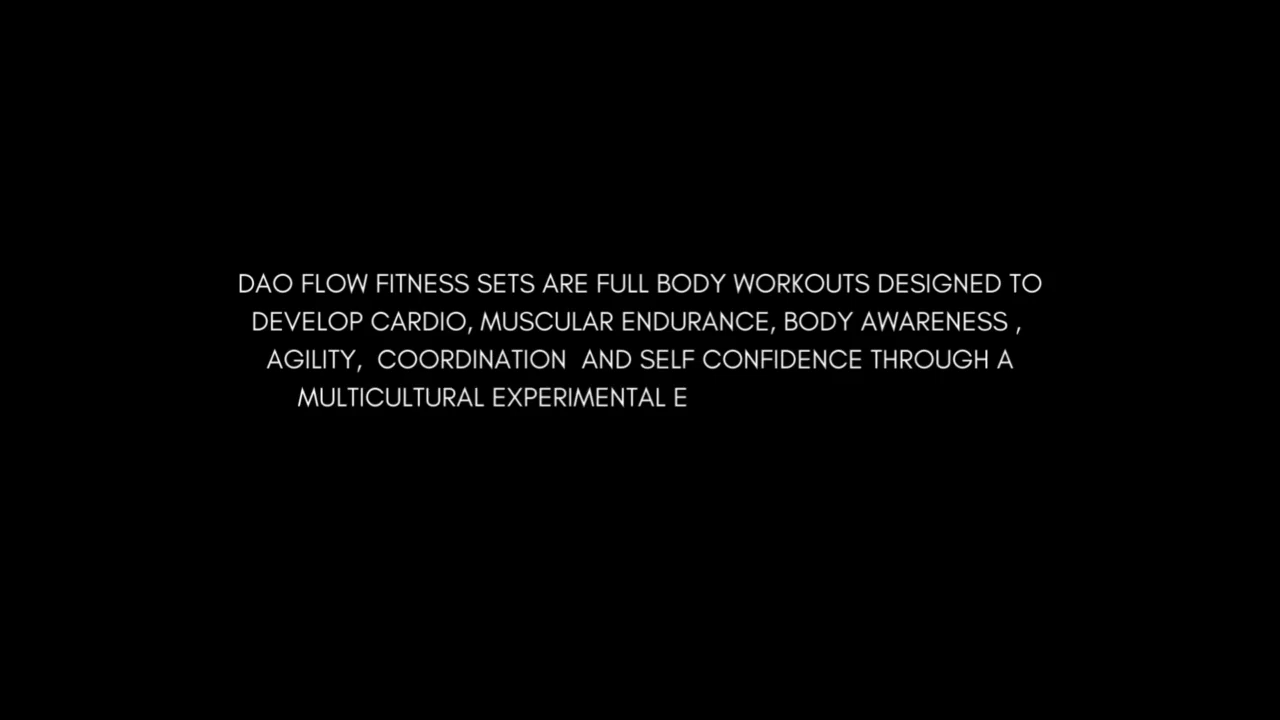 DAO FLOW FITNESS SETS ARE FULL BODY WORKOUTS DESIGNED TO
DEVELOP CARDIO, MUSCULAR ENDURANCE, BODY AWARENESS ,
AGILITY,  COORDINATION  AND SELF CONFIDENCE THROUGH A
MULTICULTURAL EXPERIMENTAL E